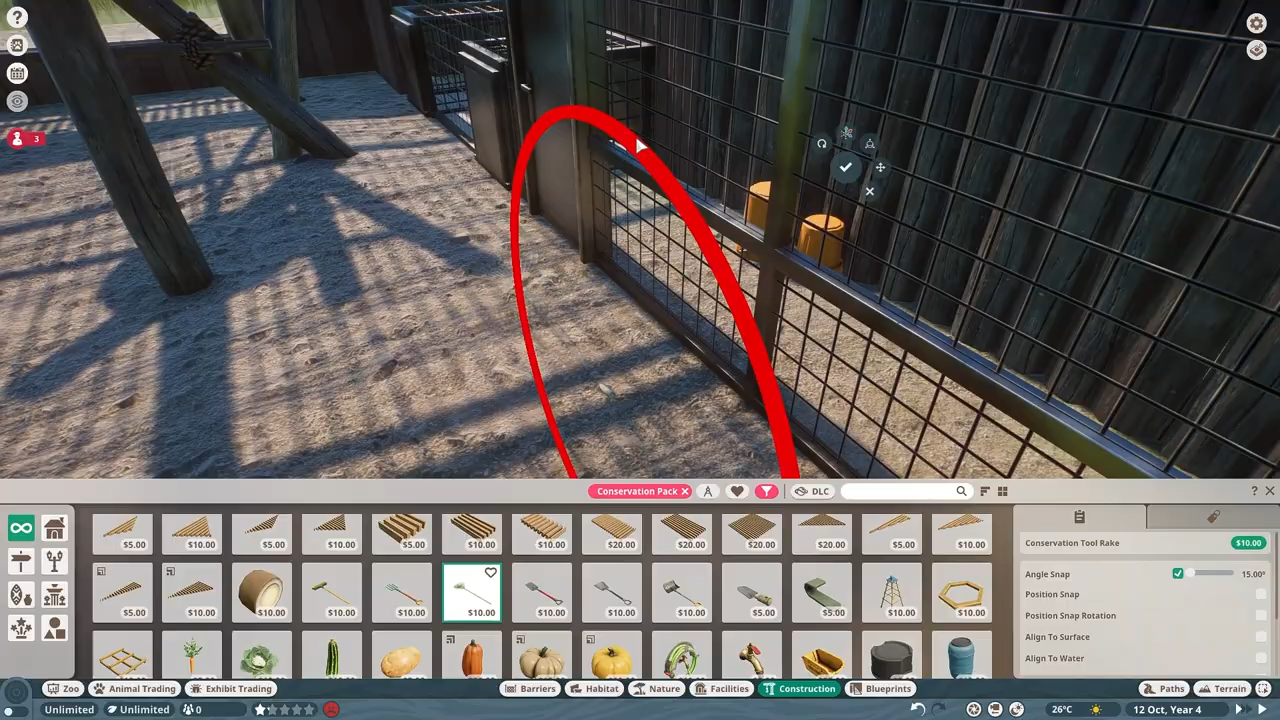 ?
3
Conservation Pack ×
DLC
? ×
$5.00 $10.00 $5.00 $10.00 $5.00 $10.00 $10.00 $20.00 $20.00 $20.00 $20.00 $5.00 $10.00
$5.00 $10.00 $10.00 $10.00 $10.00 $10.00 $10.00 $10.00 $10.00 $5.00 $5.00 $10.00 $10.00
Conservation Tool Rake $10.00
Angle Snap 15.00°
Position Snap
Position Snap Rotation
Align To Surface
Align To Water
Zoo Animal Trading Exhibit Trading Barriers Habitat Nature Facilities Construction Blueprints Paths Terrain
Unlimited Unlimited 0 26°C 12 Oct, Year 4